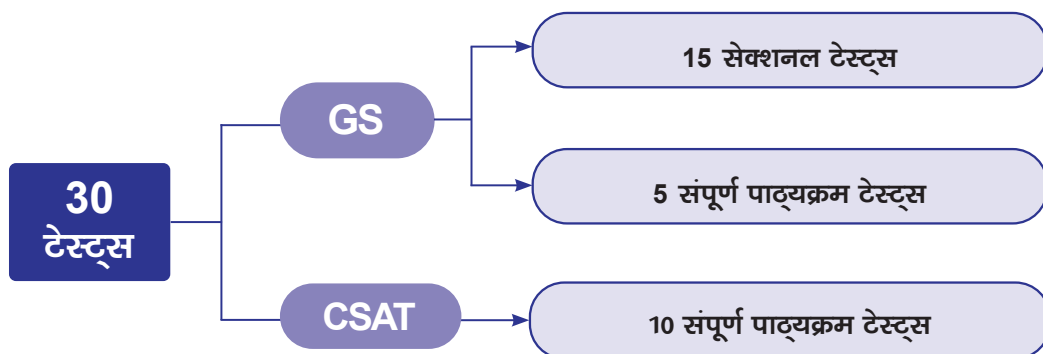 30
टेस्ट्स
GS
15 सेक्शनल टेस्ट्स
5 संपूर्ण पाठ्यक्रम टेस्ट्स
CSAT
10 संपूर्ण पाठ्यक्रम टेस्ट्स